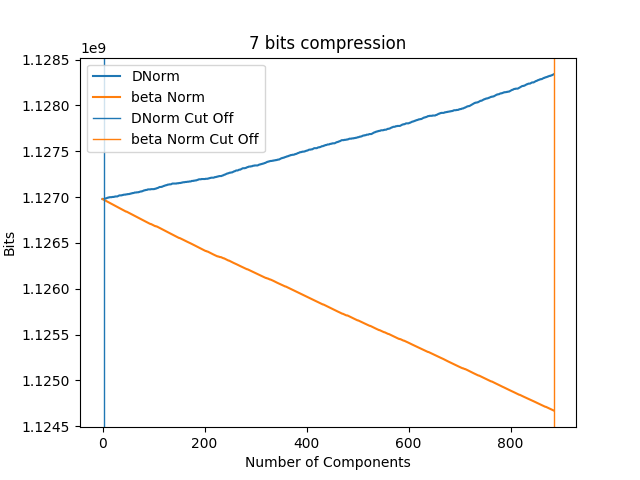 7 bits compression
1e9
1.1285
1.1280
1.1275
1.1270
1.1265
1.1260
1.1255
1.1250
1.1245
Bits
DNorm
beta Norm
DNorm Cut Off
beta Norm Cut Off
0 200 400 600 800
Number of Components